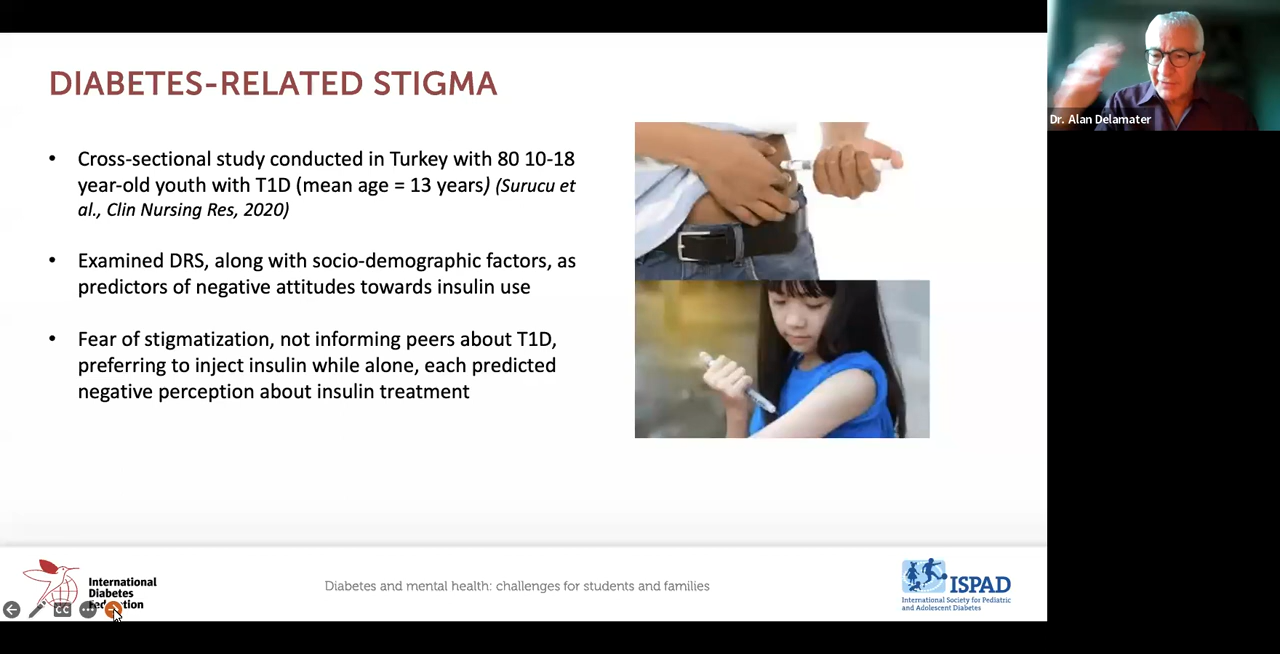 DIABETES-RELATED STIGMA
Dr. Alan Delamater
• Cross-sectional study conducted in Turkey with 80 10-18
year-old youth with T1D (mean age = 13 years) (Surucu et
al., Clin Nursing Res, 2020)
• Examined DRS, along with socio-demographic factors, as
predictors of negative attitudes towards insulin use
• Fear of stigmatization, not informing peers about T1D,
preferring to inject insulin while alone, each predicted
negative perception about insulin treatment
International
Diabetes
CC
Diabetes and mental health: challenges for students and families
ISPAD
International Society for Pediatric
and Adolescent Diabetes